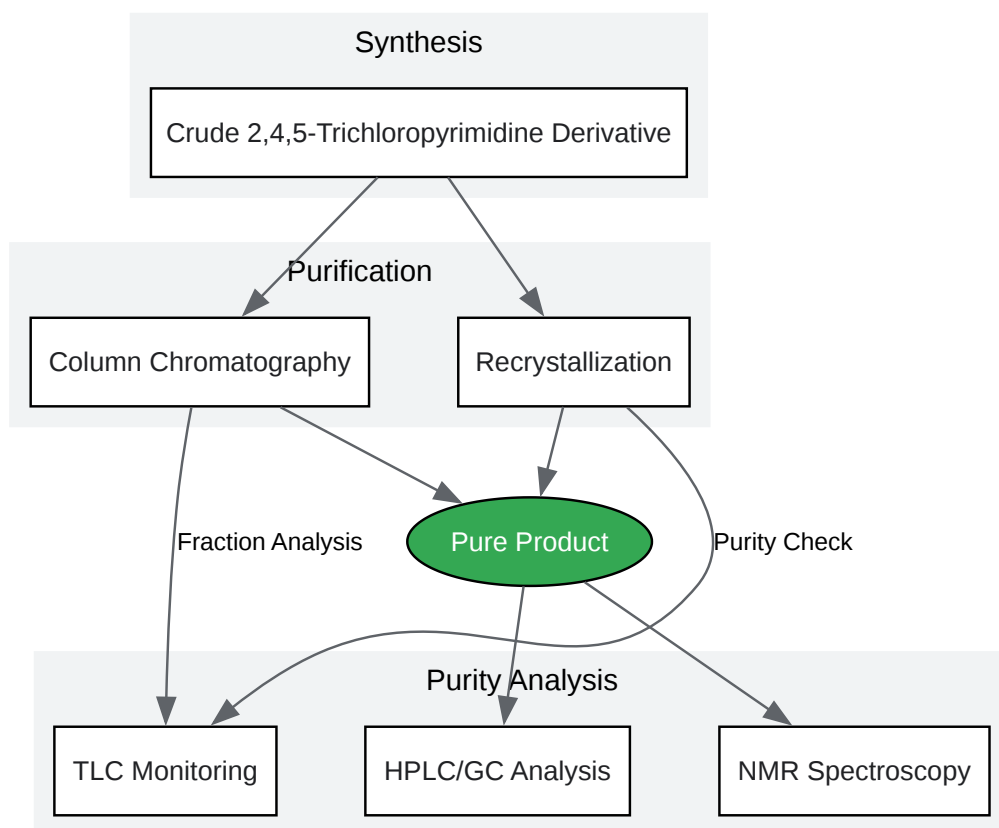 Synthesis
Crude 2,4,5-Trichloropyrimidine Derivative
Purification
Column Chromatography
Recrystallization
Fraction Analysis
Pure Product
Purity Check
Purity Analysis
TLC Monitoring
HPLC/GC Analysis
NMR Spectroscopy